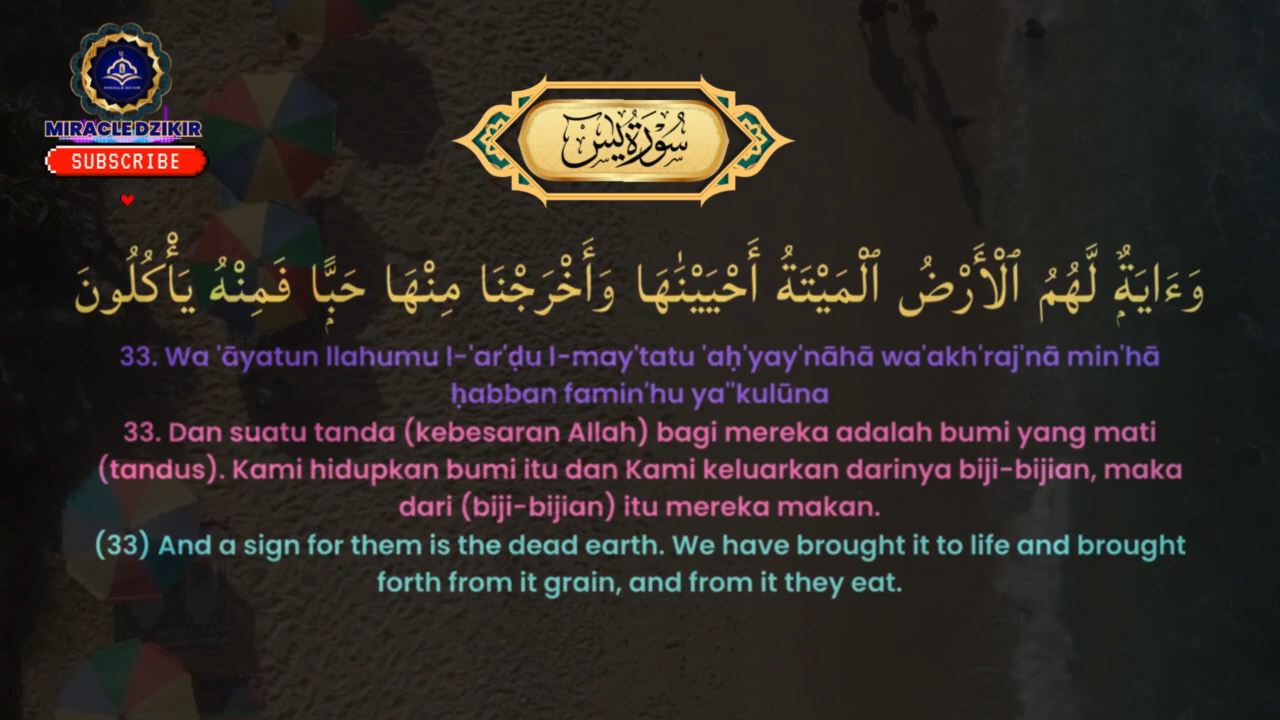 MIRACLEDZIKIR
SUBSCRIBE
سُورَةُ يس
وَءَايَةٌۭ لَّهُمُ ٱلْأَرْضُ ٱلْمَيْتَةُ أَحْيَيْنَٰهَا وَأَخْرَجْنَا مِنْهَا حَبًّۭا فَمِنْهُ يَأْكُلُونَ
33. Wa 'āyatun llahumu l-'ar'ḍu l-may'tatu 'aḥ'yay'nāhā wa'akh'raj'nā min'hā
ḥabban famin'hu ya"kulūna
33. Dan suatu tanda (kebesaran Allah) bagi mereka adalah bumi yang mati
(tandus). Kami hidupkan bumi itu dan Kami keluarkan darinya biji-bijian, maka
dari (biji-bijian) itu mereka makan.
(33) And a sign for them is the dead earth. We have brought it to life and brought
forth from it grain, and from it they eat.